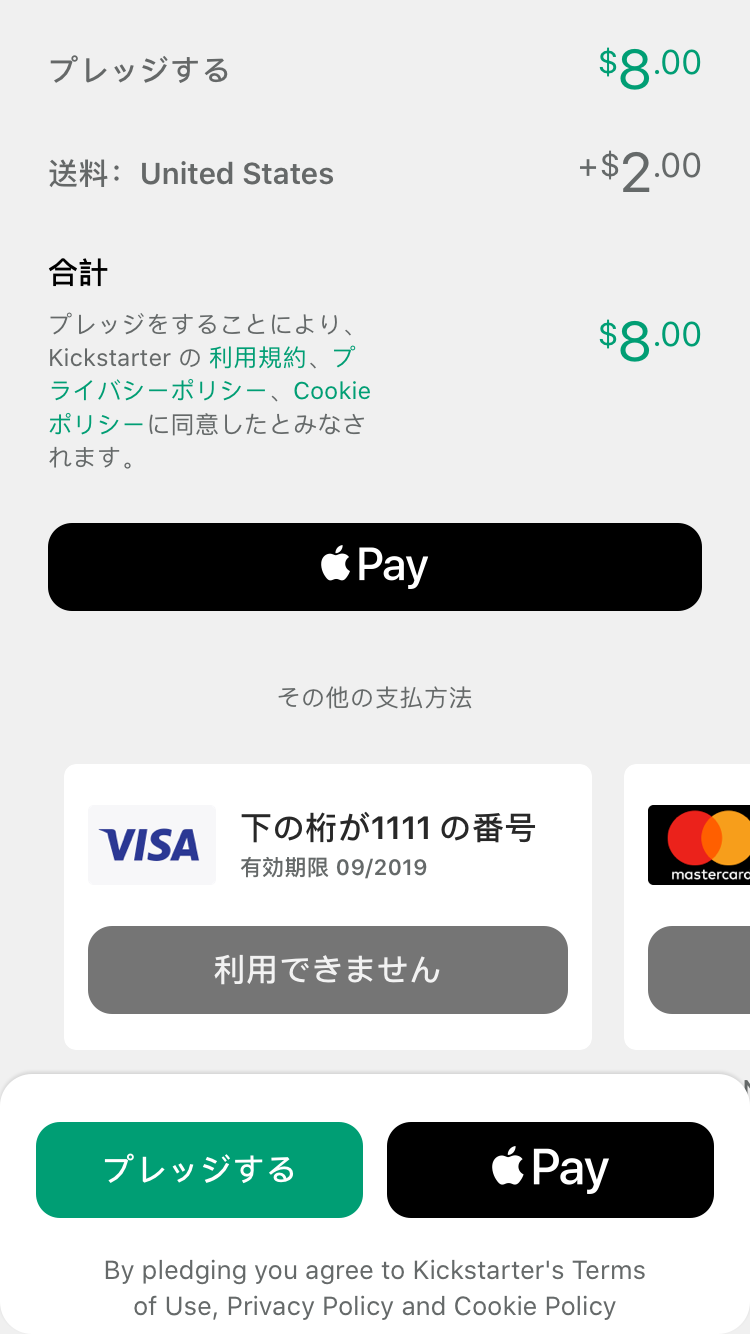 プレッジする $8.00
送料： United States +$2.00
合計
プレッジをすることにより、
Kickstarter の 利用規約、プ
ライバシーポリシー、Cookie
ポリシーに同意したとみなさ
れます。
$8.00
Pay
その他の支払方法
VISA
下の桁が1111 の番号
有効期限 09/2019
利用できません
mastercard
プレッジする
Pay
By pledging you agree to Kickstarter's Terms
of Use, Privacy Policy and Cookie Policy